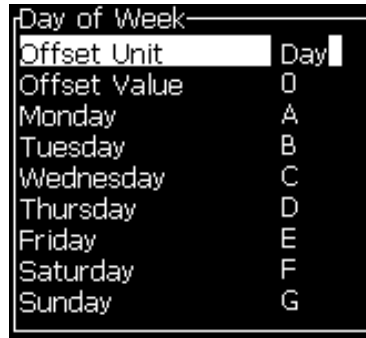 Day of Week
Offset Unit Day
Offset Value 0
Monday A
Tuesday B
Wednesday C
Thursday D
Friday E
Saturday F
Sunday G